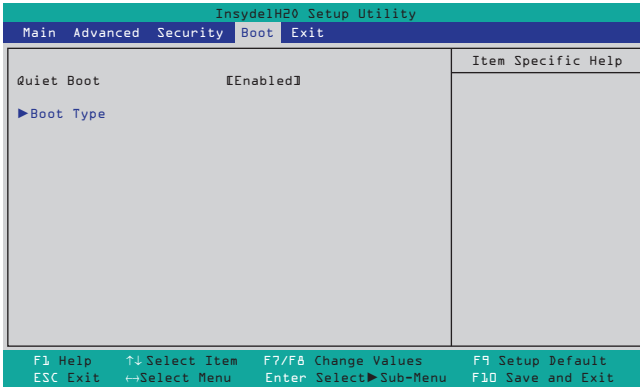 InsydelH20 Setup Utility
Main Advanced Security Boot Exit
Item Specific Help
Quiet Boot [Enabled]
►Boot Type
F1 Help ↑↓Select Item F7/F8 Change Values F9 Setup Default
ESC Exit ↔Select Menu Enter Select►Sub-Menu F10 Save and Exit